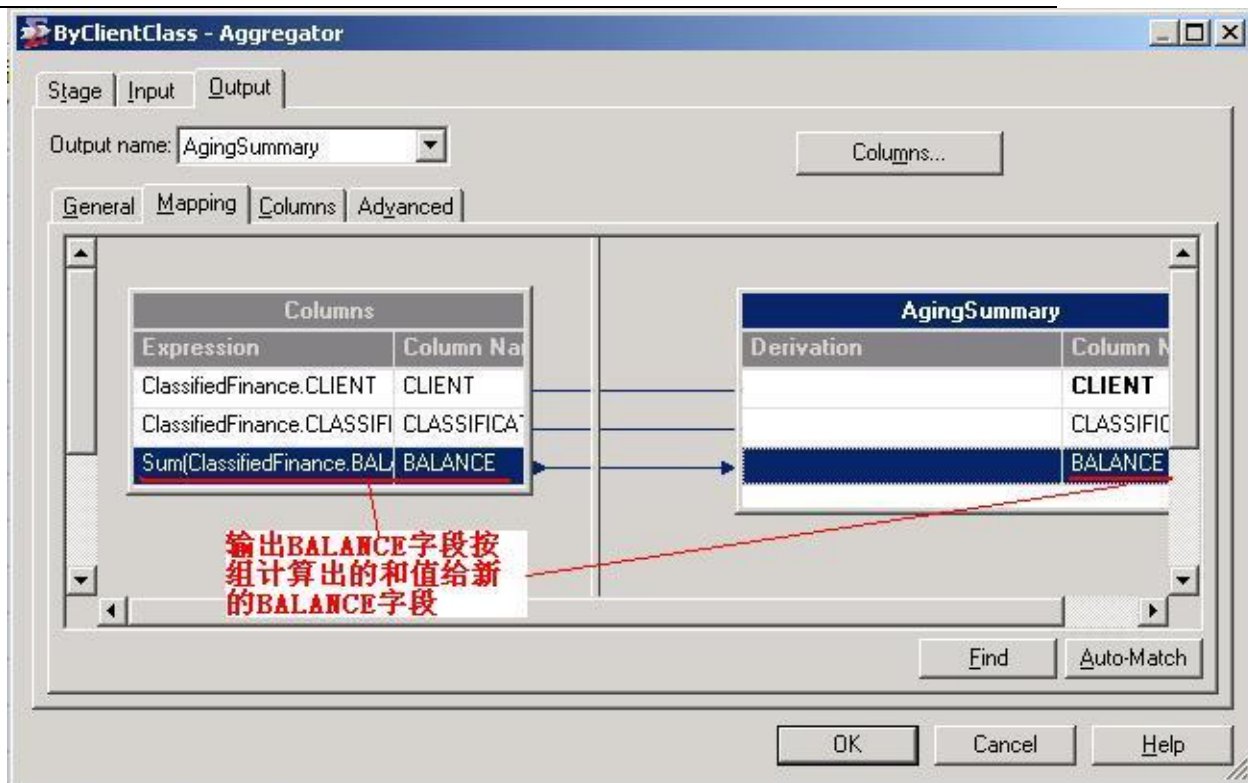 ByClientClass - Aggregator
Stage Input Output
Output name: AgingSummary
Columns...
General Mapping Columns Advanced
Columns
Expression Column Nar
ClassifiedFinance.CLIENT CLIENT
ClassifiedFinance.CLASSIFI CLASSIFICAT
Sum(ClassifiedFinance.BAL BALANCE
AgingSummary
Derivation Column N
CLIENT
CLASSIFIC
BALANCE
输出BALANCE字段按
组计算出的和值给新
的BALANCE字段
Find Auto-Match
OK Cancel Help